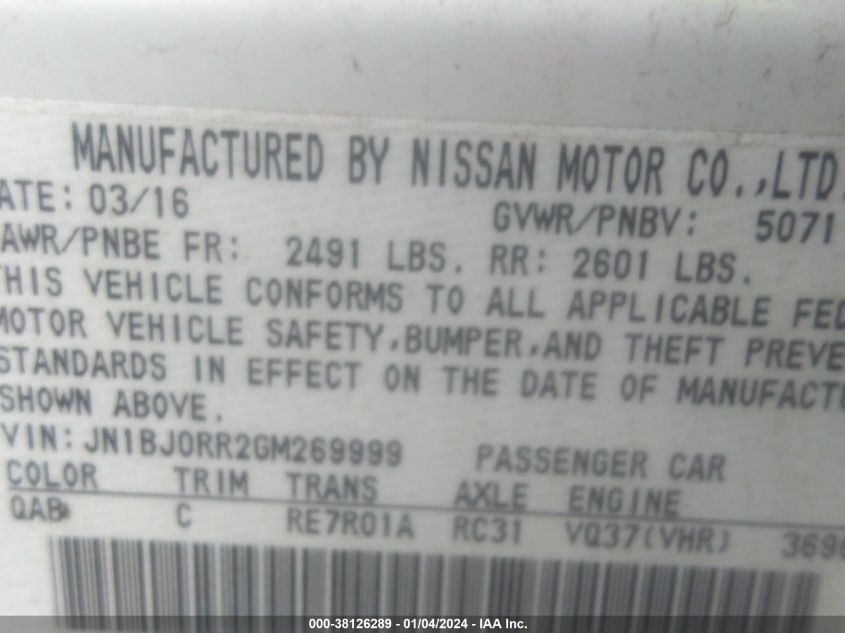 MANUFACTURED BY NISSAN MOTOR CO.,LTD.
ATE: 03/16 GVWR/PNBV: 5071
AWR/PNBE FR: 2491 LBS. RR: 2601 LBS.
THIS VEHICLE CONFORMS TO ALL APPLICABLE FED
MOTOR VEHICLE SAFETY,BUMPER,AND THEFT PREVE
STANDARDS IN EFFECT ON THE DATE OF MANUFACTU
SHOWN ABOVE.
VIN: JN1BJ0RR2GM269999 PASSENGER CAR
COLOR TRIM TRANS AXLE ENGINE
QAB C RE7R01A RC31 VQ37(VHR) 369
000-38126289 - 01/04/2024 - IAA Inc.